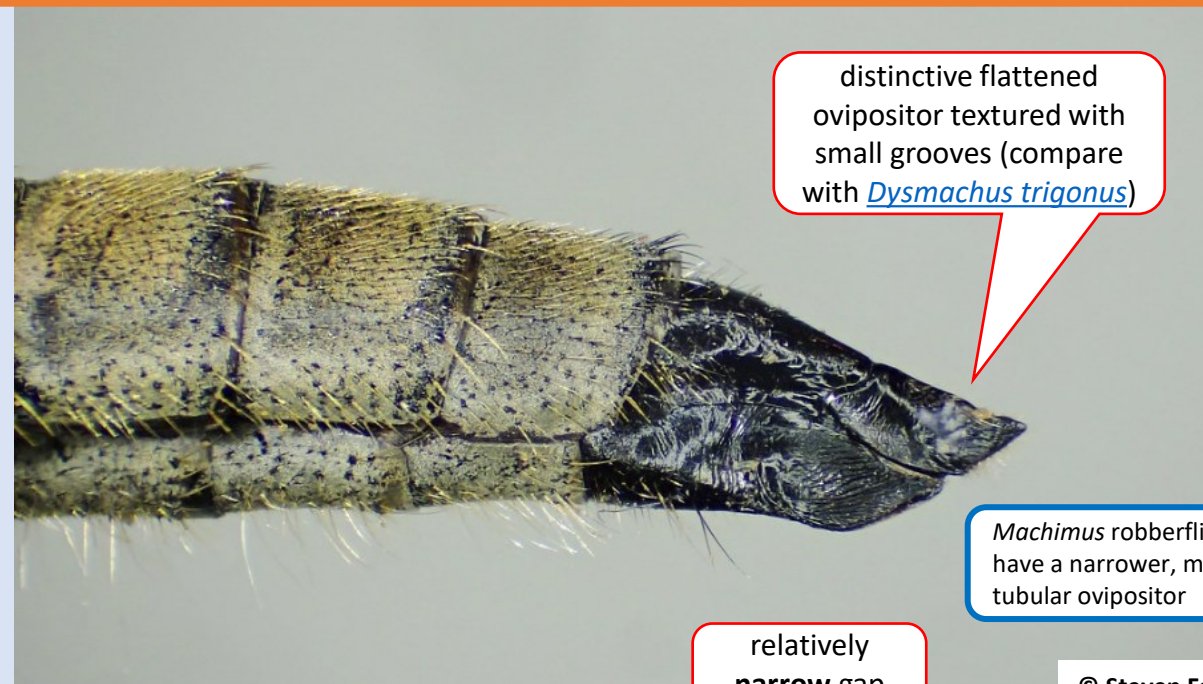 distinctive flattened
ovipositor textured with
small grooves (compare
with Dysmachus trigonus)
Machimus
have a narrower,
tubular ovipositor
relatively
narrow gap
© Steven